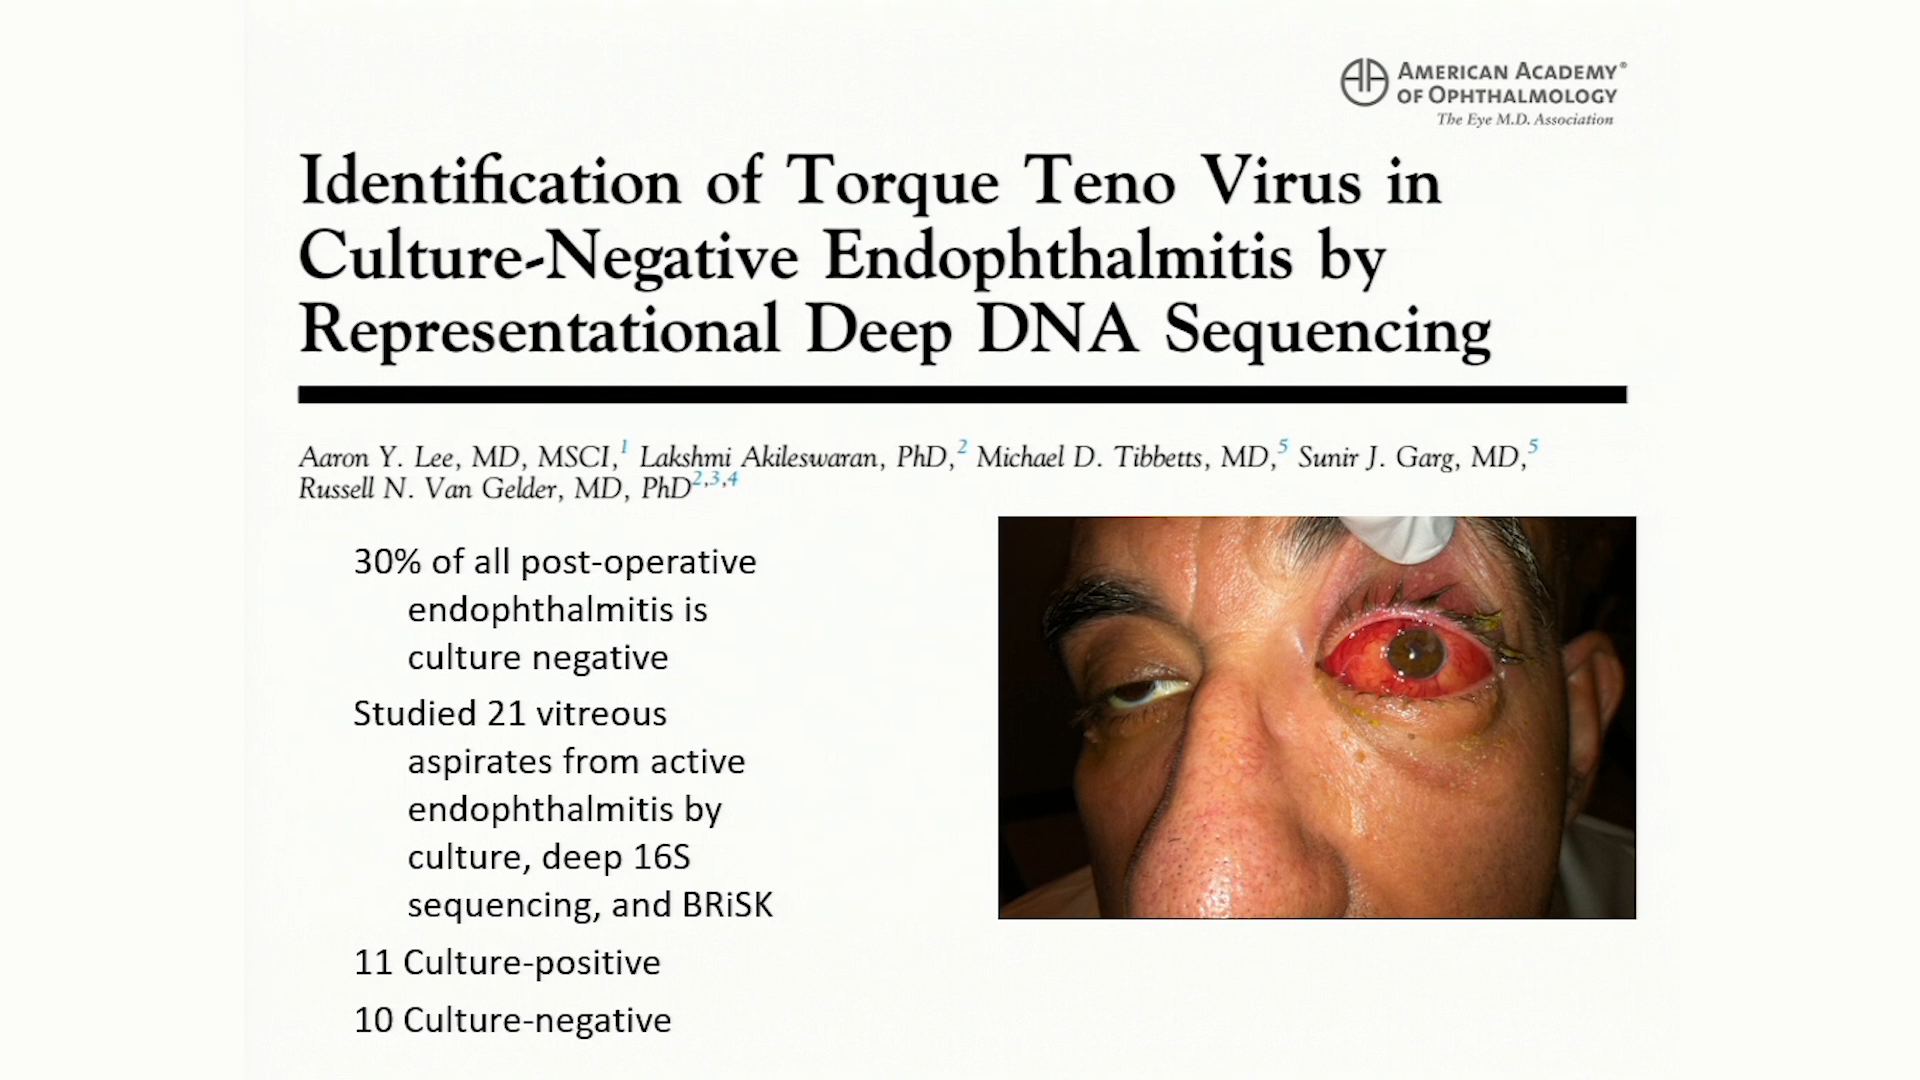 AMERICAN ACADEMY®
OF OPHTHALMOLOGY
The Eye M.D. Association
Identification of Torque Teno Virus in
Culture-Negative Endophthalmitis by
Representational Deep DNA Sequencing
Aaron Y. Lee, MD, MSCI,1 Lakshmi Akileswaran, PhD,2 Michael D. Tibbetts, MD,5 Sunir J. Garg, MD,5
Russell N. Van Gelder, MD, PhD2,3,4
30% of all post-operative
endophthalmitis is
culture negative
Studied 21 vitreous
aspirates from active
endophthalmitis by
culture, deep 16S
sequencing, and BRiSK
11 Culture-positive
10 Culture-negative